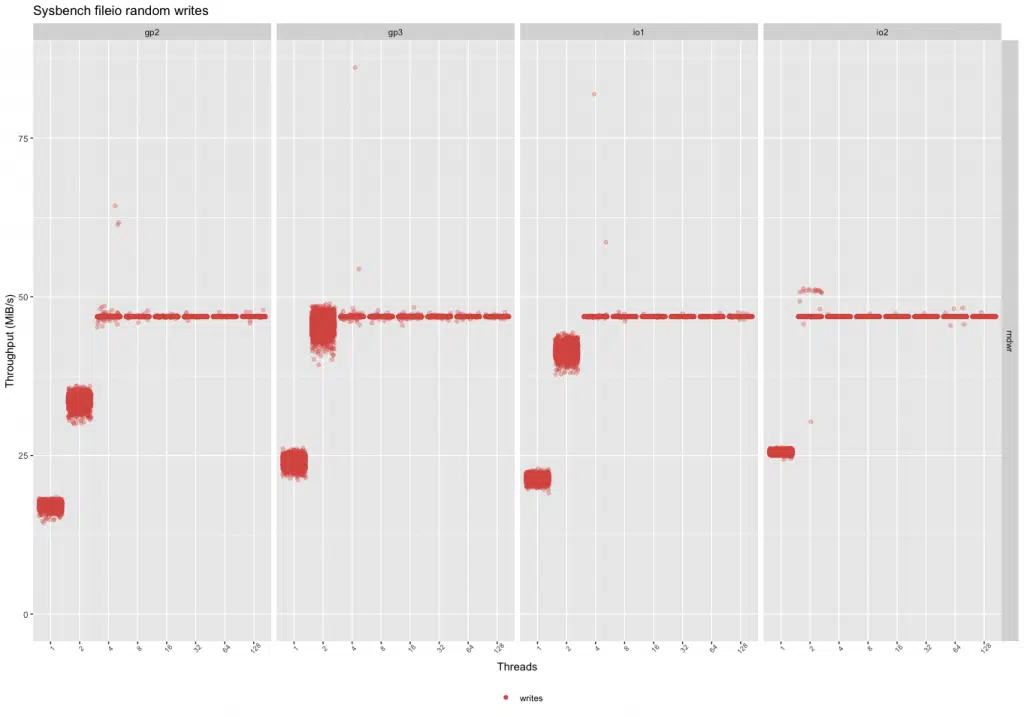 Sysbench fileio random writes
gp2 gp3 io1 io2
Throughput (MiB/s)
75
50
25
0
rndwr
1 2 4 8 16 32 64 128 1 2 4 8 16 32 64 128 1 2 4 8 16 32 64 128 1 2 4 8 16 32 64 128
Threads
writes